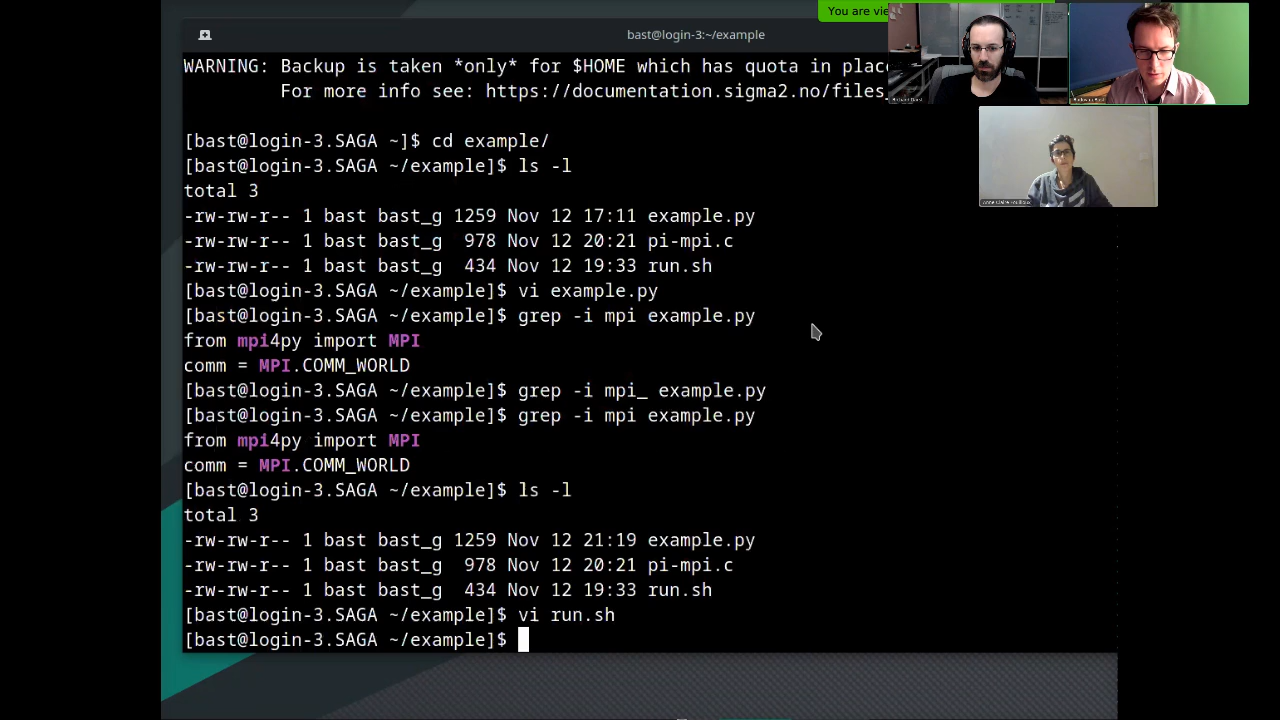 You are vie
bast@login-3:~/example
WARNING: Backup is taken *only* for $HOME which has quota in plac
For more info see: https://documentation.sigma2.no/files_
[bast@login-3.SAGA ~]$ cd example/
[bast@login-3.SAGA ~/example]$ ls -l
total 3
-rw-rw-r-- 1 bast bast_g 1259 Nov 12 17:11 example.py
-rw-rw-r-- 1 bast bast_g  978 Nov 12 20:21 pi-mpi.c
-rw-rw-r-- 1 bast bast_g  434 Nov 12 19:33 run.sh
[bast@login-3.SAGA ~/example]$ vi example.py
[bast@login-3.SAGA ~/example]$ grep -i mpi example.py
from mpi4py import MPI
comm = MPI.COMM_WORLD
[bast@login-3.SAGA ~/example]$ grep -i mpi_ example.py
[bast@login-3.SAGA ~/example]$ grep -i mpi example.py
from mpi4py import MPI
comm = MPI.COMM_WORLD
[bast@login-3.SAGA ~/example]$ ls -l
total 3
-rw-rw-r-- 1 bast bast_g 1259 Nov 12 21:19 example.py
-rw-rw-r-- 1 bast bast_g  978 Nov 12 20:21 pi-mpi.c
-rw-rw-r-- 1 bast bast_g  434 Nov 12 19:33 run.sh
[bast@login-3.SAGA ~/example]$ vi run.sh
[bast@login-3.SAGA ~/example]$